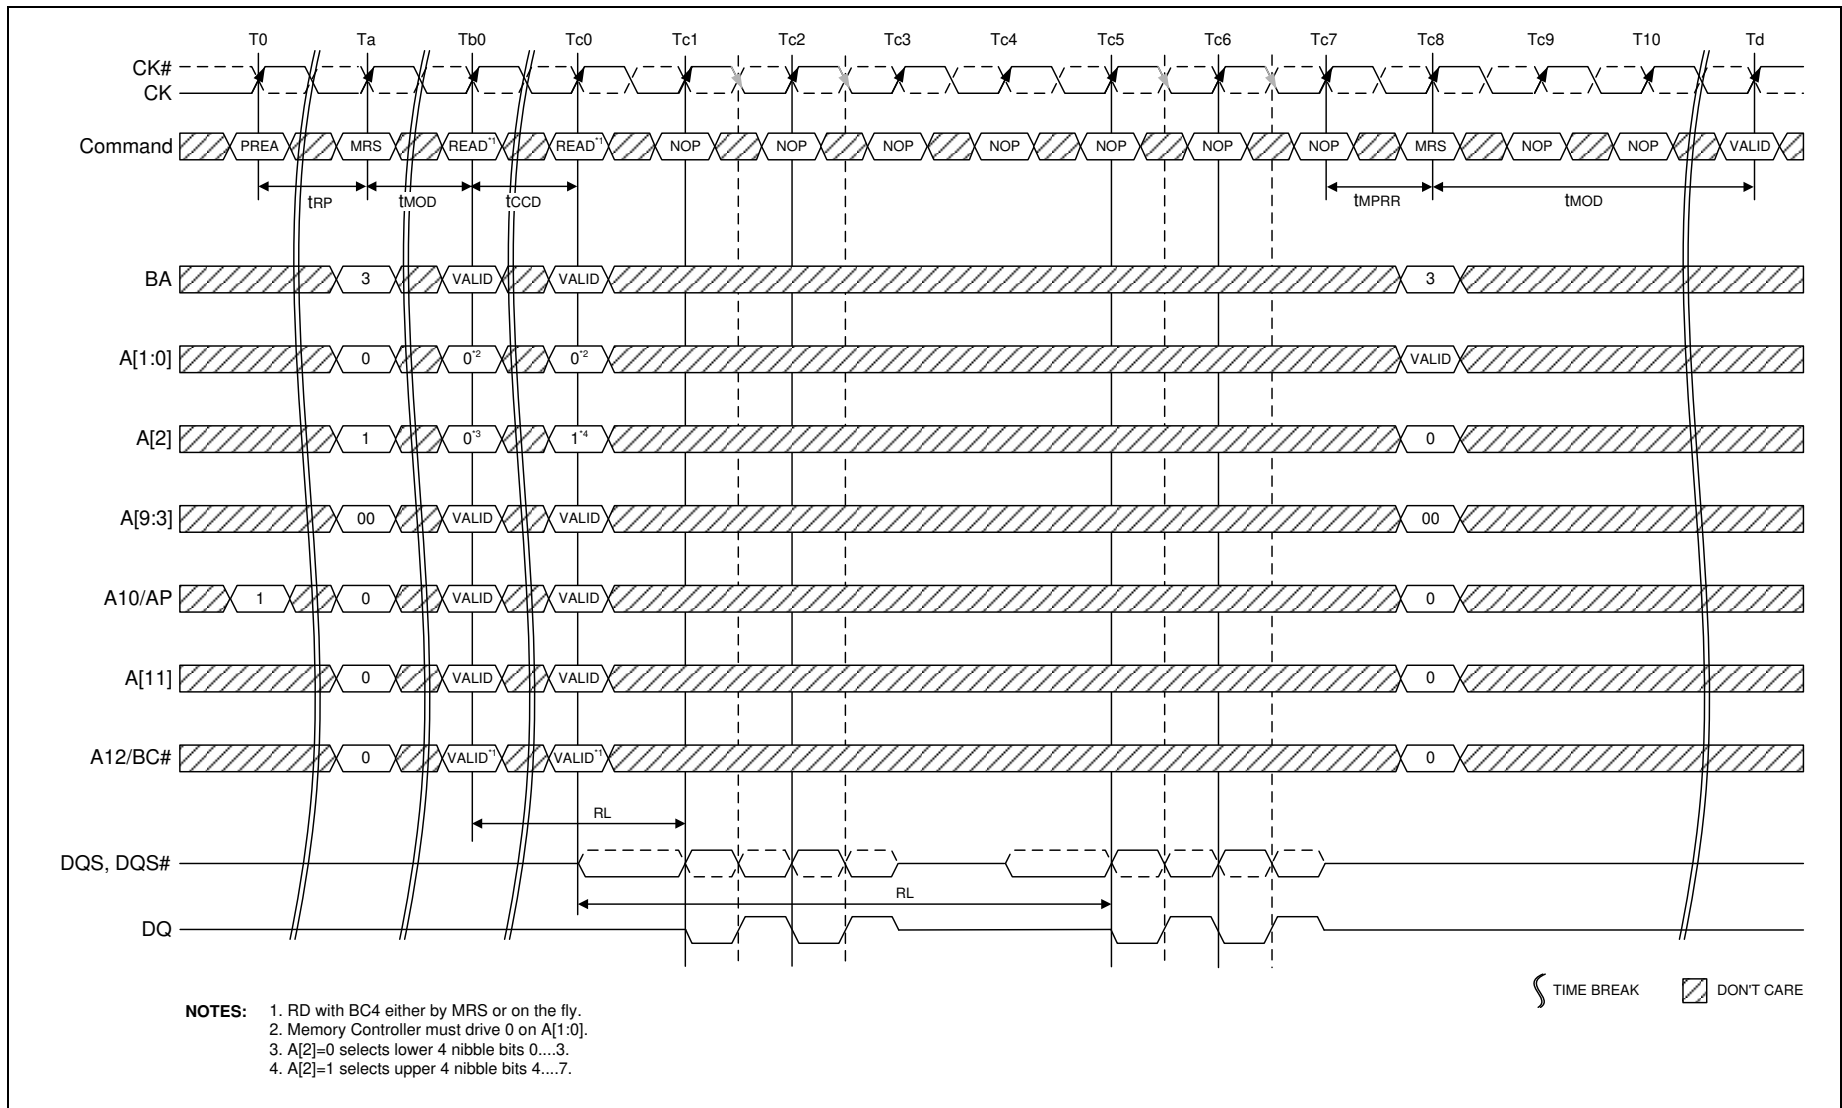 T0 Ta Tb0 Tc0 Tc1 Tc2 Tc3 Tc4 Tc5 Tc6 Tc7 Tc8 Tc9 T10 Td
CK#
CK
Command PREA MRS READ*1 READ*1 NOP NOP NOP NOP NOP NOP NOP MRS NOP NOP VALID
tRP tMOD tCCD tMPRR tMOD
BA 3 VALID VALID 3
A[1:0] 0 0*2 0*2 VALID
A[2] 1 0*3 1*4 0
A[9:3] 00 VALID VALID 00
A10/AP 1 0 VALID VALID 0
A[11] 0 VALID VALID 0
A12/BC# 0 VALID*1 VALID*1 0
RL
DQS, DQS#
RL
DQ
TIME BREAK DON'T CARE
NOTES: 1. RD with BC4 either by MRS or on the fly.
2. Memory Controller must drive 0 on A[1:0].
3. A[2]=0 selects lower 4 nibble bits 0....3.
4. A[2]=1 selects upper 4 nibble bits 4....7.